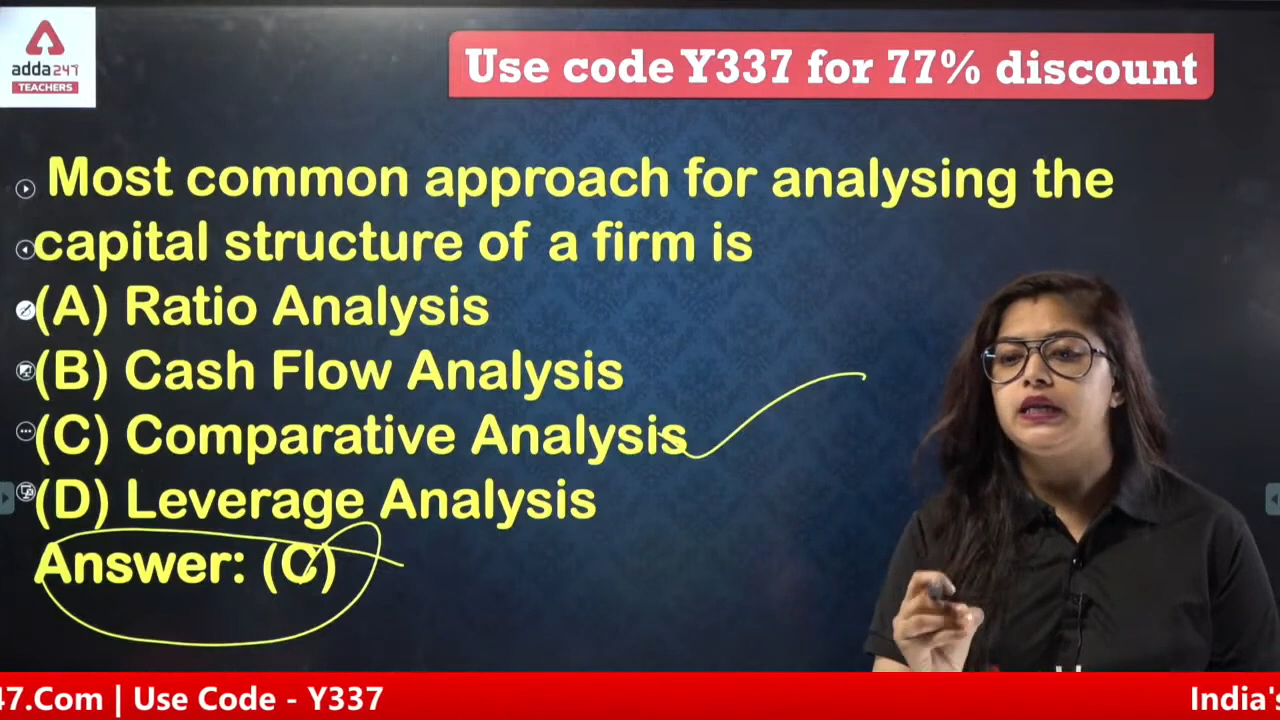 adda247
TEACHERS
Use code Y337 for 77% discount
Most common approach for analysing the
capital structure of a firm is
(A) Ratio Analysis
(B) Cash Flow Analysis
(C) Comparative Analysis
(D) Leverage Analysis
Answer: (C)
47.Com | Use Code - Y337
India's